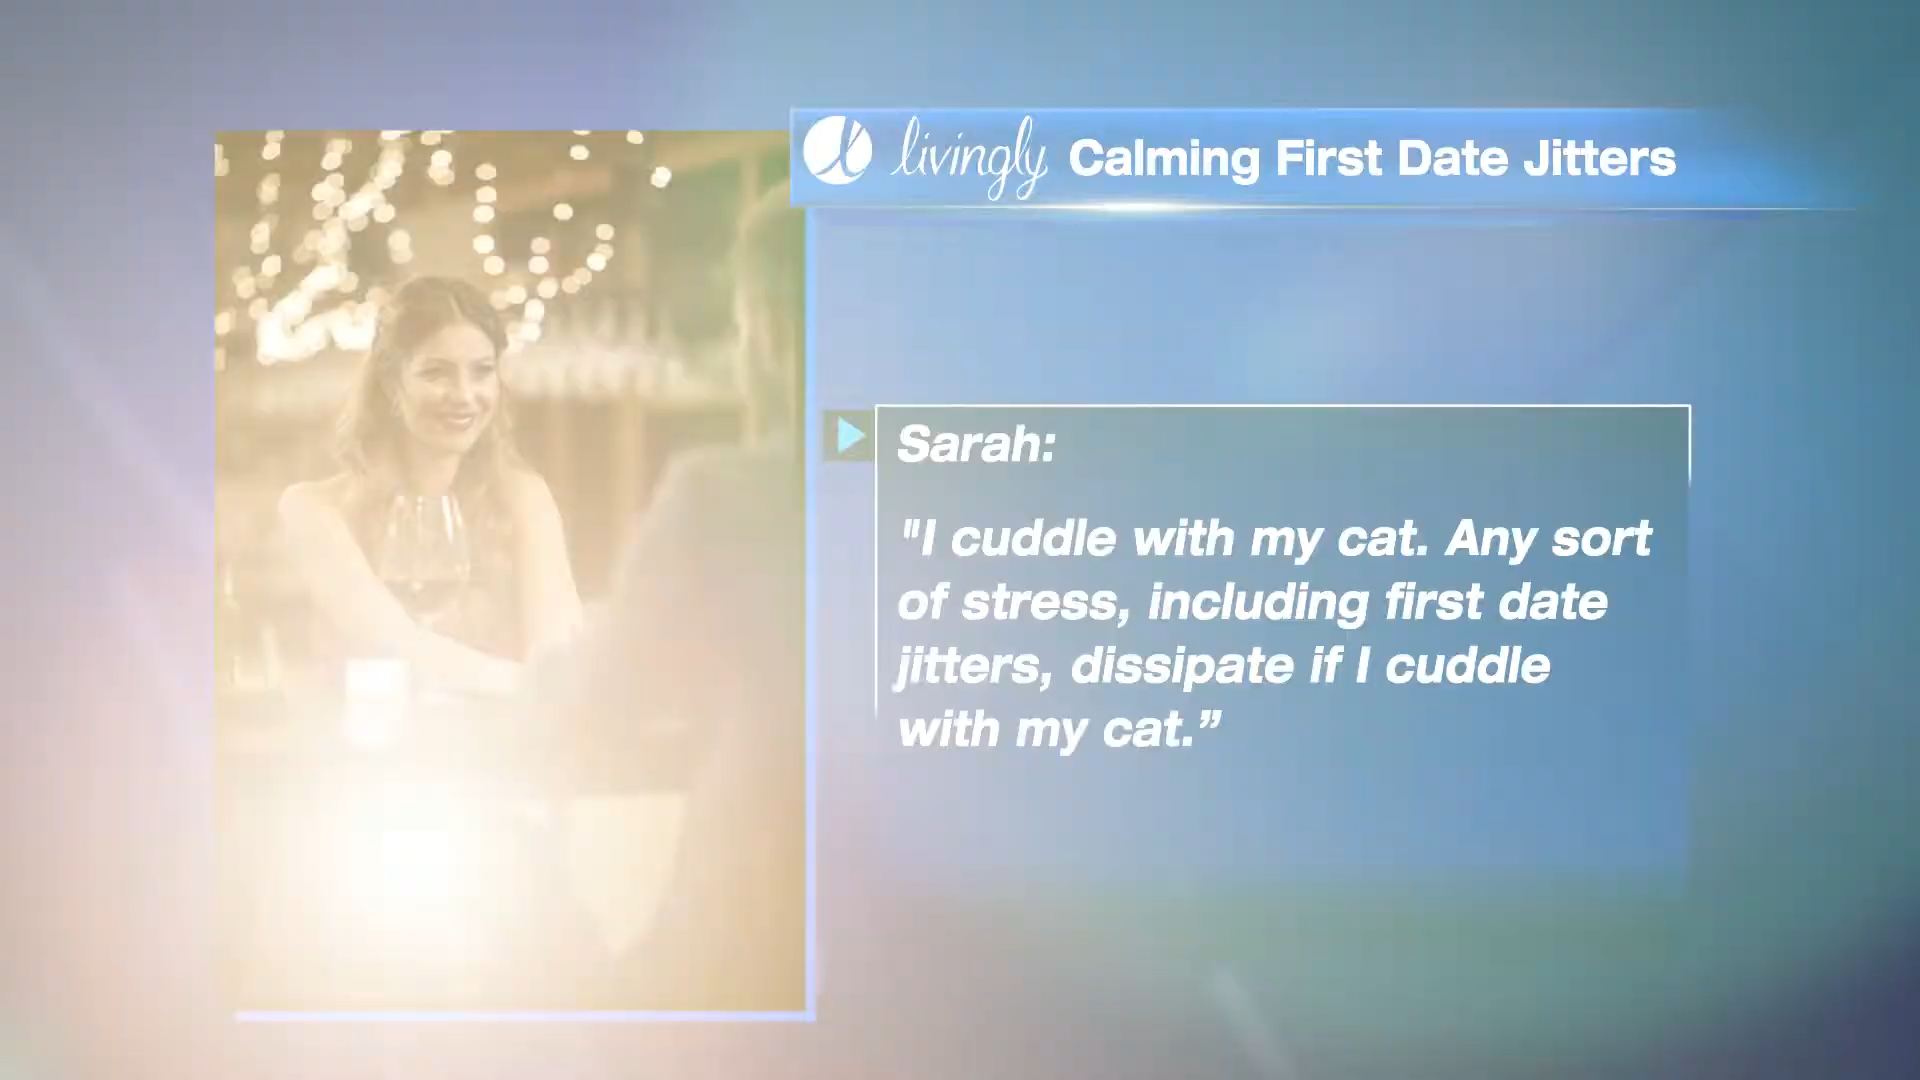 livingly Calming First Date Jitters
Sarah:
"I cuddle with my cat. Any sort
of stress, including first date
jitters, dissipate if I cuddle
with my cat.”